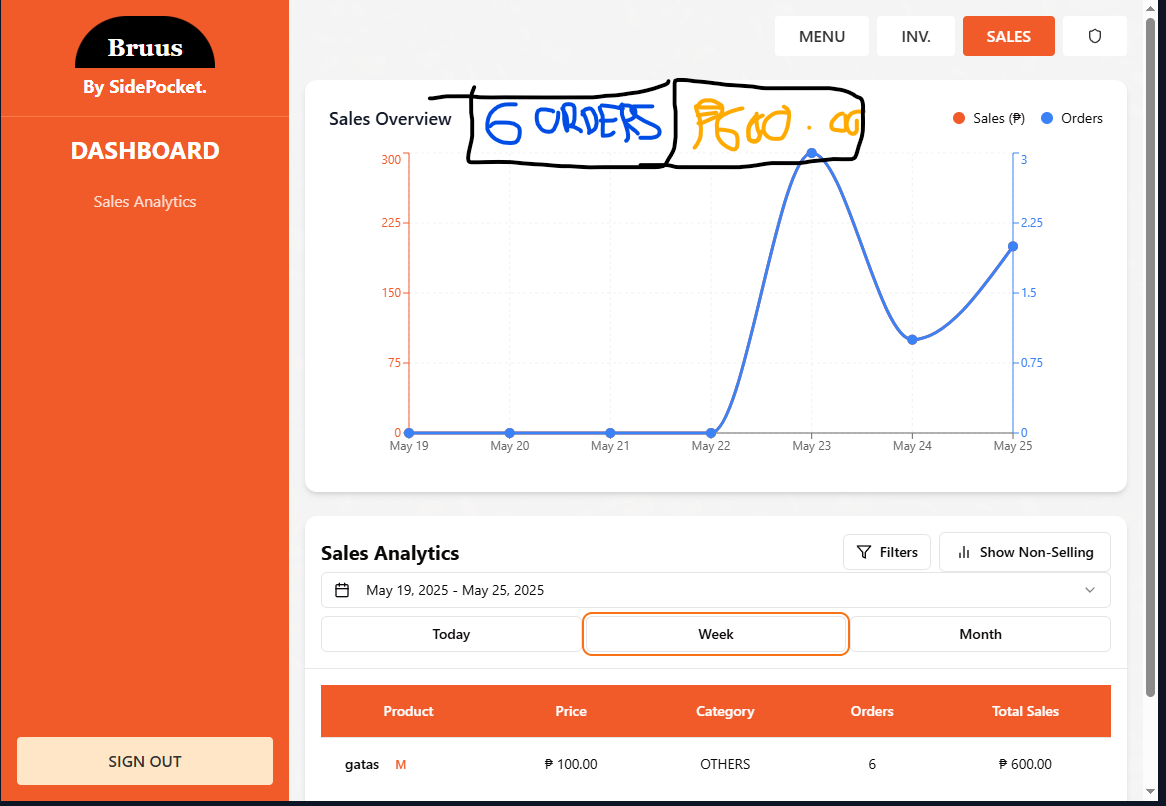 Bruus
By SidePocket.
DASHBOARD
Sales Analytics
SIGN OUT
MENU INV. SALES
Sales Overview 6 ORDERS ₱600.00 Sales (₱) Orders
300 3
225 2.25
150 1.5
75 0.75
0 0
May 19 May 20 May 21 May 22 May 23 May 24 May 25
Sales Analytics Filters Show Non-Selling
May 19, 2025 - May 25, 2025
Today Week Month
Product Price Category Orders Total Sales
gatas M ₱ 100.00 OTHERS 6 ₱ 600.00